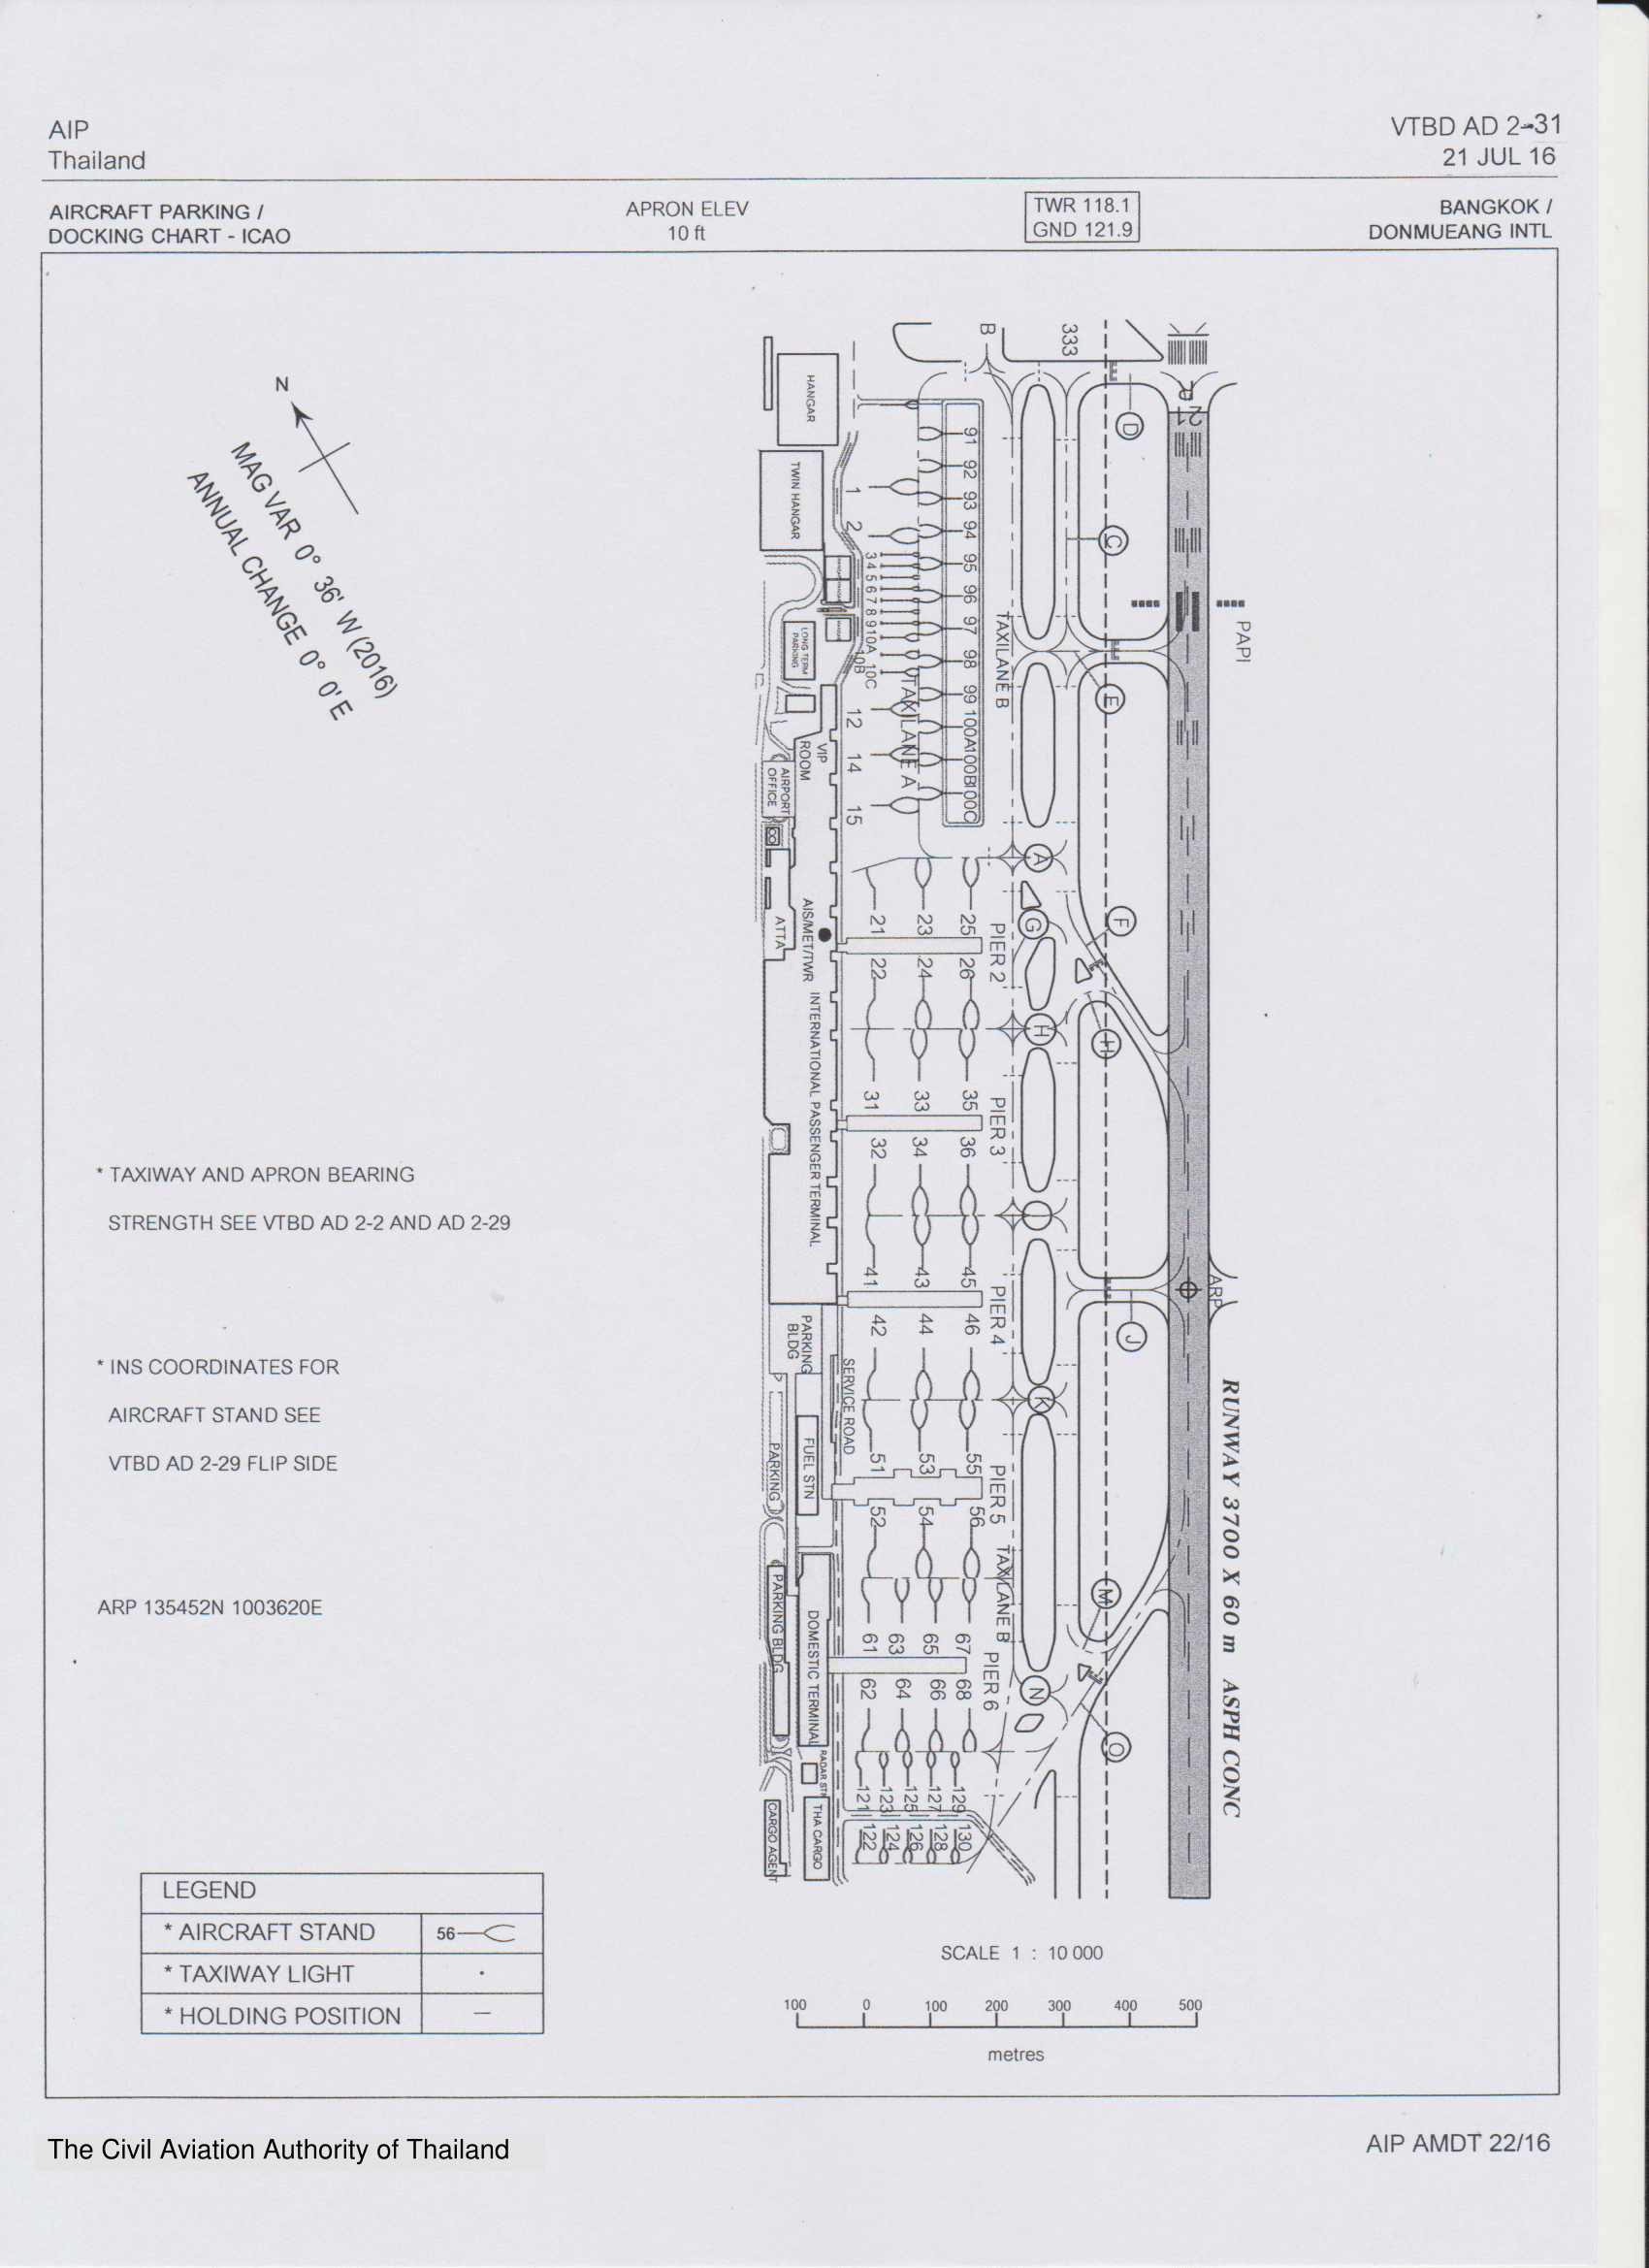 AIP
Thailand
VTBD AD 2-31
21 JUL 16
AIRCRAFT PARKING /
DOCKING CHART - ICAO
APRON ELEV
10 ft
TWR 118.1
GND 121.9
BANGKOK /
DONMUEANG INTL
N
MAG VAR 0° 36' W (2016)
ANNUAL CHANGE 0° 0' E
* TAXIWAY AND APRON BEARING
STRENGTH SEE VTBD AD 2-2 AND AD 2-29
* INS COORDINATES FOR
AIRCRAFT STAND SEE
VTBD AD 2-29 FLIP SIDE
ARP 135452N 1003620E
B
333
21R
D
C
E
F
G
A
H
H
I
J
K
M
N
O
PAPI
ARP
RUNWAY 3700 X 60 m ASPH CONC
HANGAR
TWIN HANGAR
LONG TERM
PARKING
VIP
ROOM
AIRPORT
OFFICE
ATTA
AIS/MET/TWR
INTERNATIONAL PASSENGER TERMINAL
PARKING
BLDG
SERVICE ROAD
FUEL STN
PARKING
PARKING BLDG
DOMESTIC TERMINAL
RADAR STN
THA CARGO
CARGO AGENT
TAXILANE B
TAXILANE A
91 92 93 94 95 96 97 98 99 100A 100B 100C
1 2 3 4 5 6 7 8 9 10A 10B 10C 12 14 15
21 23 25
PIER 2
22 24 26
31 33 35
PIER 3
32 34 36
41 43 45
PIER 4
42 44 46
51 53 55
PIER 5
52 54 56
TAXILANE B
61 63 65 67
PIER 6
62 64 66 68
121 123 125 127 129
122 124 126 128 130
LEGEND
* AIRCRAFT STAND 56
* TAXIWAY LIGHT
* HOLDING POSITION
SCALE 1 : 10 000
100 0 100 200 300 400 500
metres
The Civil Aviation Authority of Thailand
AIP AMDT 22/16